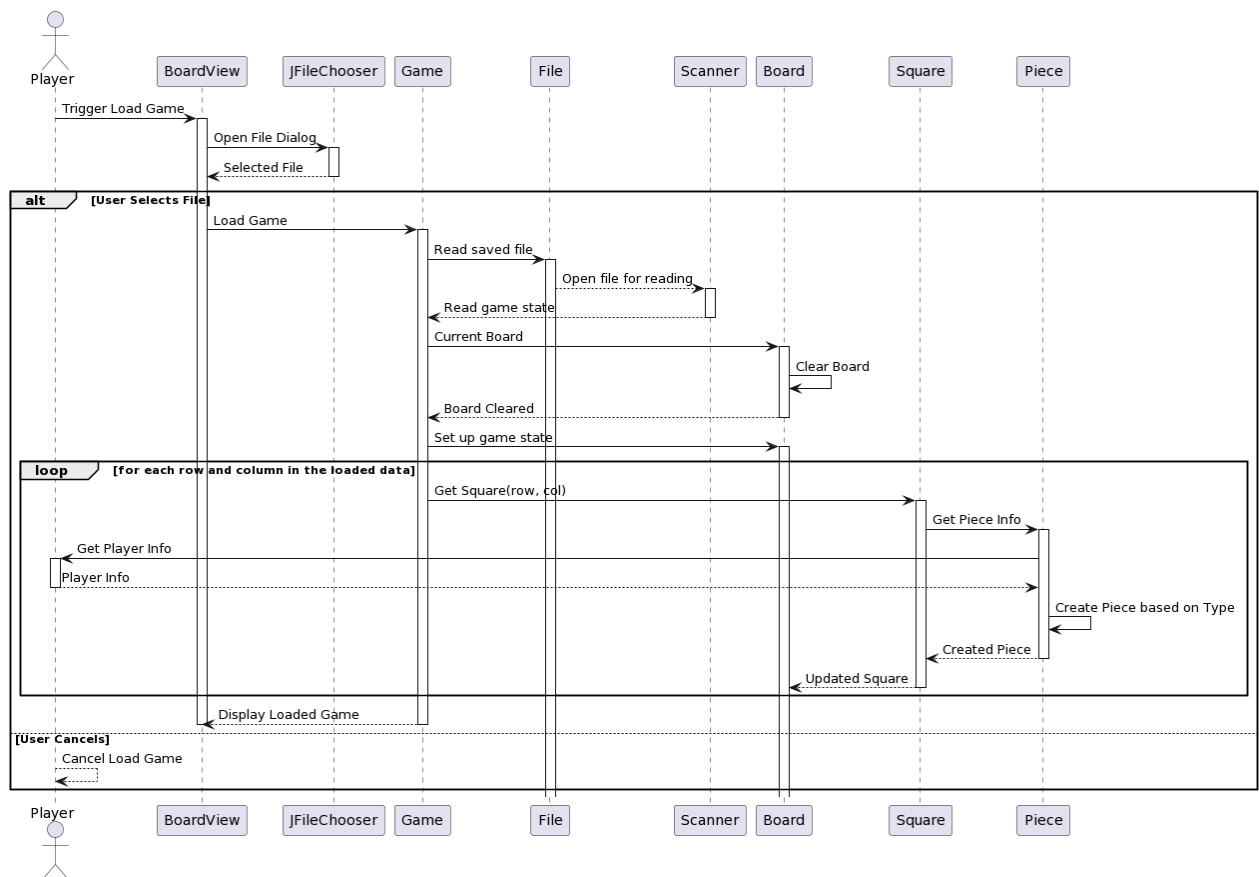 Player
BoardView
JFileChooser
Game
File
Scanner
Board
Square
Piece
Trigger Load Game
Open File Dialog
Selected File
alt
[User Selects File]
Load Game
Read saved file
Open file for reading
Read game state
Current Board
Clear Board
Board Cleared
Set up game state
loop
[for each row and column in the loaded data]
Get Square(row, col)
Get Piece Info
Get Player Info
Player Info
Create Piece based on Type
Created Piece
Updated Square
Display Loaded Game
[User Cancels]
Cancel Load Game
Player
BoardView
JFileChooser
Game
File
Scanner
Board
Square
Piece